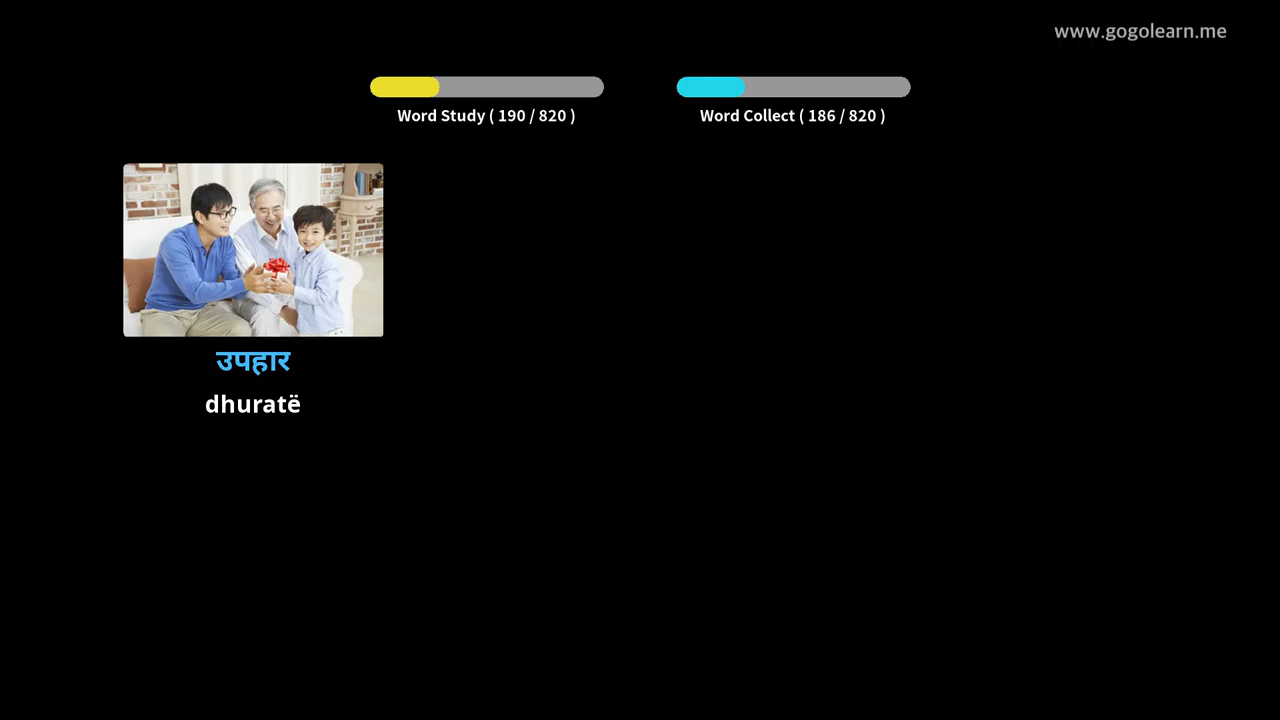 www.gogolearn.me
Word Study ( 190 / 820 )
Word Collect ( 186 / 820 )
उपहार
dhuratë